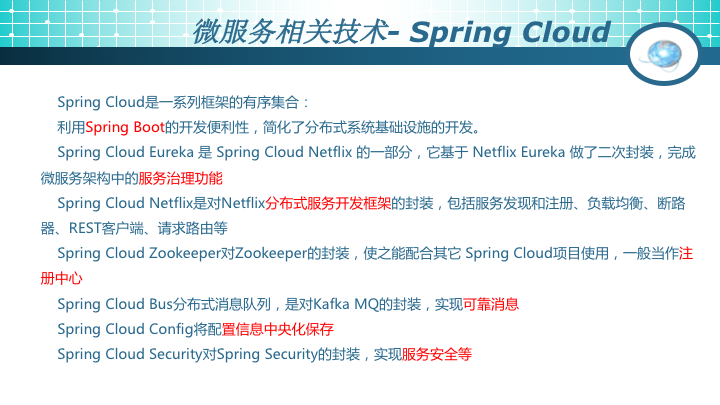 微服务相关技术- Spring Cloud
Spring Cloud是一系列框架的有序集合：
利用Spring Boot的开发便利性，简化了分布式系统基础设施的开发。
Spring Cloud Eureka 是 Spring Cloud Netflix 的一部分，它基于 Netflix Eureka 做了二次封装，完成
微服务架构中的服务治理功能
Spring Cloud Netflix是对Netflix分布式服务开发框架的封装，包括服务发现和注册、负载均衡、断路
器、REST客户端、请求路由等
Spring Cloud Zookeeper对Zookeeper的封装，使之能配合其它 Spring Cloud项目使用，一般当作注
册中心
Spring Cloud Bus分布式消息队列，是对Kafka MQ的封装，实现可靠消息
Spring Cloud Config将配置信息中央化保存
Spring Cloud Security对Spring Security的封装，实现服务安全等